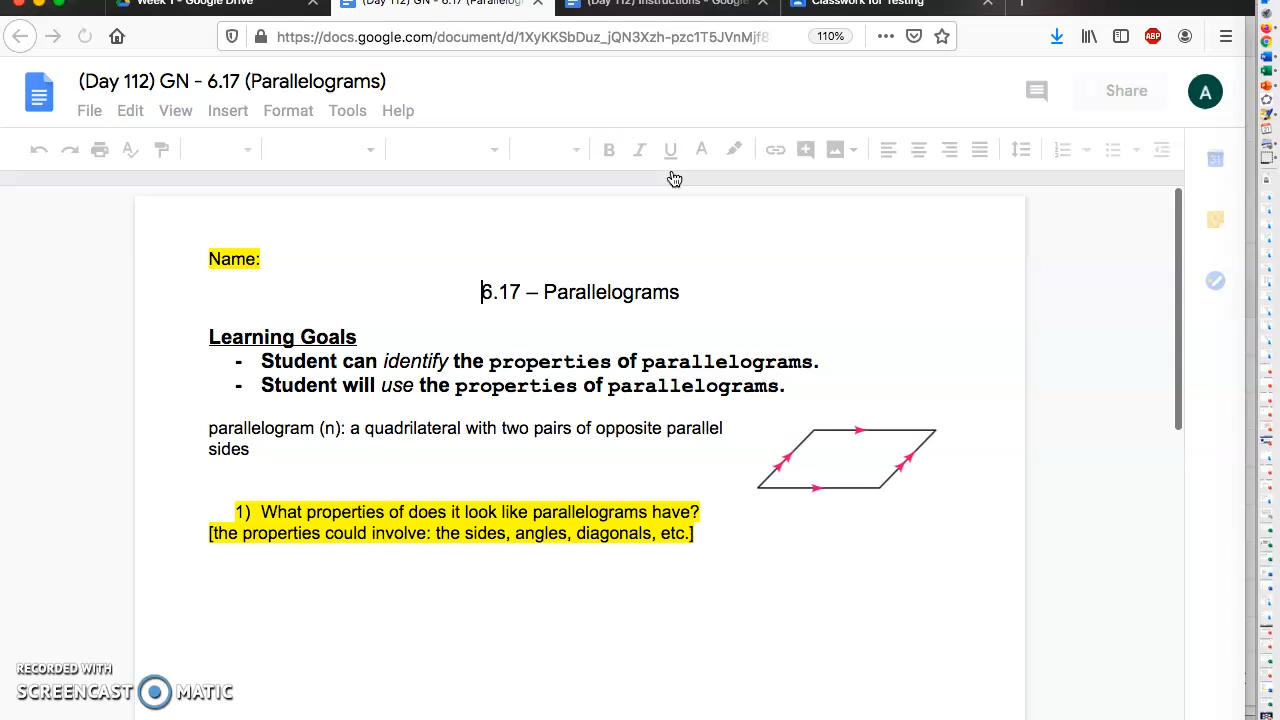 Week 1 - Google Drive
(Day 112) GN - 6.17 (Parallelogr
(Day 112) Instructions - Google
Classwork for Testing
https://docs.google.com/document/d/1XyKKSbDuz_jQN3Xzh-pzc1T5JVnMjf8
110%
ABP
(Day 112) GN - 6.17 (Parallelograms)
Share
A
File Edit View Insert Format Tools Help
B I U A
31
Name:
6.17 – Parallelograms
Learning Goals
- Student can identify the properties of parallelograms.
- Student will use the properties of parallelograms.
parallelogram (n): a quadrilateral with two pairs of opposite parallel
sides
1) What properties of does it look like parallelograms have?
[the properties could involve: the sides, angles, diagonals, etc.]
RECORDED WITH
SCREENCAST MATIC